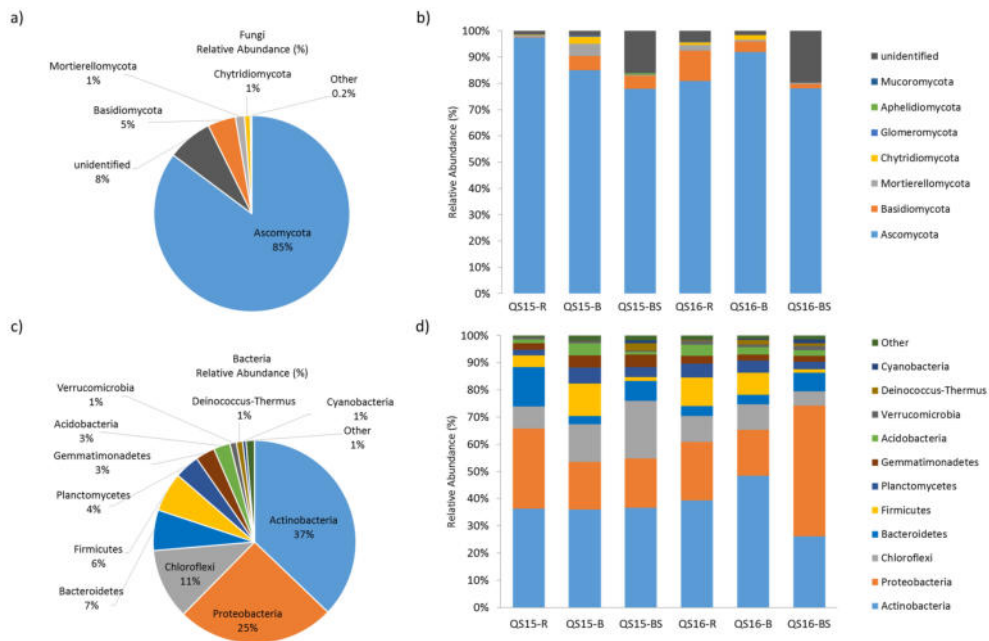 a)
Fungi
Relative Abundance (%)
Mortierellomycota
1%
Chytridiomycota
1%
Other
0.2%
Basidiomycota
5%
unidentified
8%
Ascomycota
85%
b)
Relative Abundance (%)
100%
90%
80%
70%
60%
50%
40%
30%
20%
10%
0%
QS15-R QS15-B QS15-BS QS16-R QS16-B QS16-BS
unidentified
Mucoromycota
Aphelidiomycota
Glomeromycota
Chytridiomycota
Mortierellomycota
Basidiomycota
Ascomycota
c)
Bacteria
Relative Abundance (%)
Verrucomicrobia
1%
Deinococcus-Thermus
1%
Cyanobacteria
1%
Other
1%
Acidobacteria
3%
Gemmatimonadetes
3%
Planctomycetes
4%
Firmicutes
6%
Bacteroidetes
7%
Chloroflexi
11%
Proteobacteria
25%
Actinobacteria
37%
d)
Relative Abundance (%)
100%
90%
80%
70%
60%
50%
40%
30%
20%
10%
0%
QS15-R QS15-B QS15-BS QS16-R QS16-B QS16-BS
Other
Cyanobacteria
Deinococcus-Thermus
Verrucomicrobia
Acidobacteria
Gemmatimonadetes
Planctomycetes
Firmicutes
Bacteroidetes
Chloroflexi
Proteobacteria
Actinobacteria